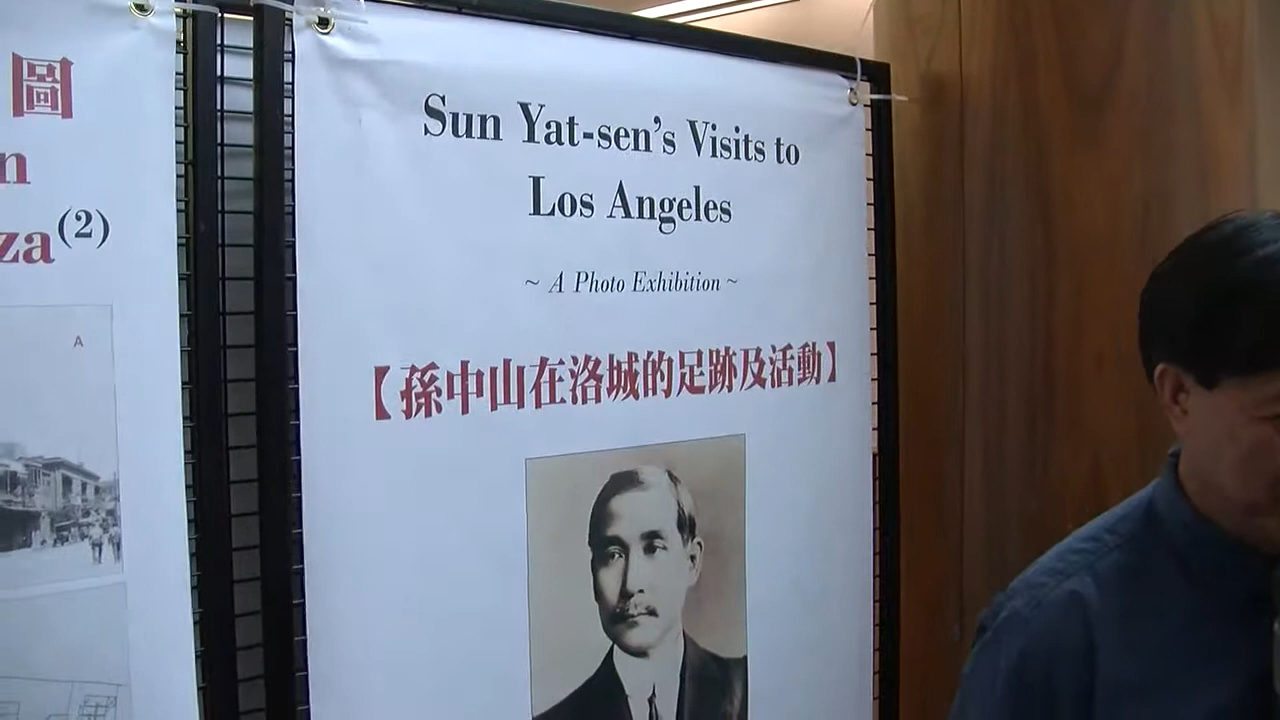 圖
n
za(2)
A
Sun Yat-sen's Visits to
Los Angeles
~ A Photo Exhibition ~
【孫中山在洛城的足跡及活動】